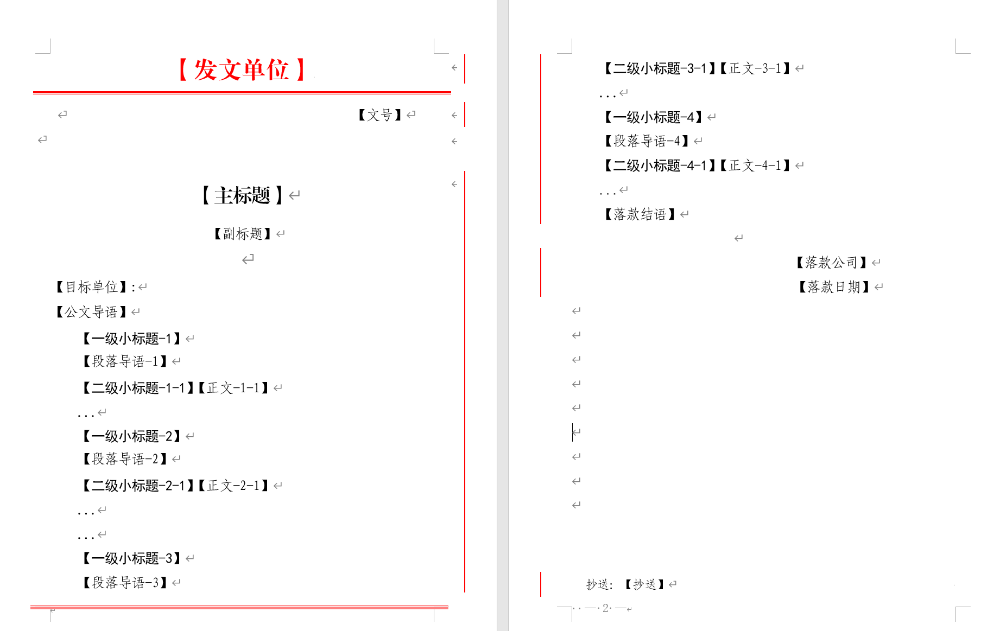 【发文单位】
【文号】
【主标题】
【副标题】
【目标单位】:
【公文导语】
【一级小标题-1】
【段落导语-1】
【二级小标题-1-1】【正文-1-1】
...
【一级小标题-2】
【段落导语-2】
【二级小标题-2-1】【正文-2-1】
...
...
【一级小标题-3】
【段落导语-3】
【二级小标题-3-1】【正文-3-1】
...
【一级小标题-4】
【段落导语-4】
【二级小标题-4-1】【正文-4-1】
...
【落款结语】
【落款公司】
【落款日期】
抄送: 【抄送】
— 2 —